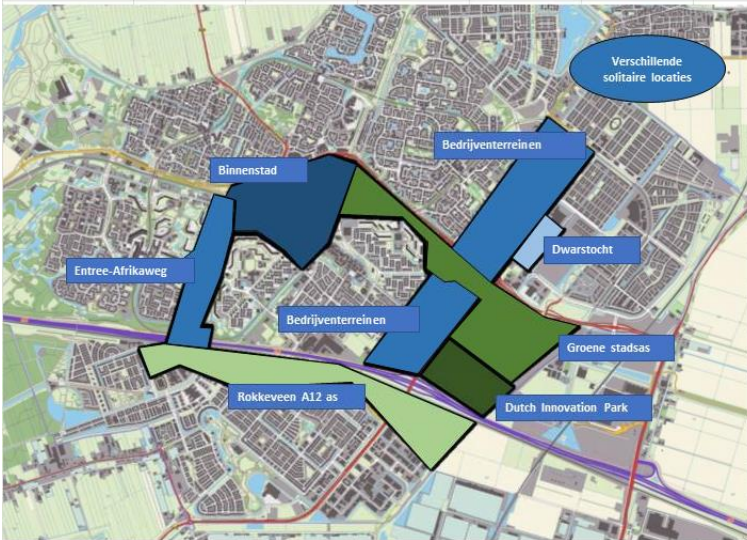 Verschillende
solitaire locaties
Bedrijventerreinen
Binnenstad
Dwarstocht
Entree-Afrikaweg
Bedrijventerreinen
Groene stadsas
Rokkeveen A12 as
Dutch Innovation Park